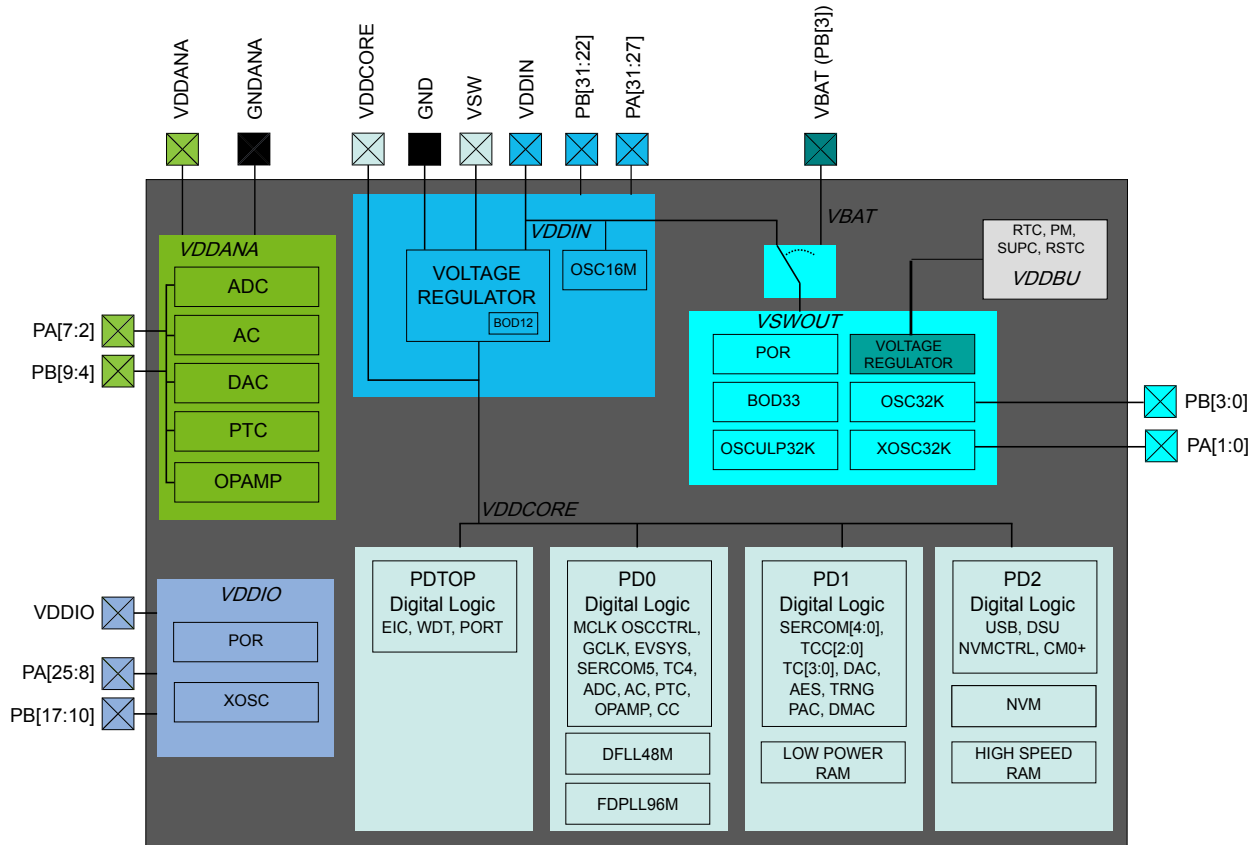 VDDANA
GNDANA
VDDCORE
GND
VSW
VDDIN
PB[31:22]
PA[31:27]
VBAT (PB[3])
VDDANA
ADC
AC
DAC
PTC
OPAMP
PA[7:2]
PB[9:4]
VDDIN
VOLTAGE
REGULATOR
BOD12
OSC16M
VBAT
RTC, PM,
SUPC, RSTC
VDDBU
VSWOUT
POR
VOLTAGE
REGULATOR
BOD33
OSC32K
OSCULP32K
XOSC32K
PB[3:0]
PA[1:0]
VDDCORE
VDDIO
VDDIO
POR
XOSC
PA[25:8]
PB[17:10]
PDTOP
Digital Logic
EIC, WDT, PORT
PD0
Digital Logic
MCLK OSCCTRL,
GCLK, EVSYS,
SERCOM5, TC4,
ADC, AC, PTC,
OPAMP, CC
DFLL48M
FDPLL96M
PD1
Digital Logic
SERCOM[4:0],
TCC[2:0]
TC[3:0], DAC,
AES, TRNG
PAC, DMAC
LOW POWER
RAM
PD2
Digital Logic
USB, DSU
NVMCTRL, CM0+
NVM
HIGH SPEED
RAM